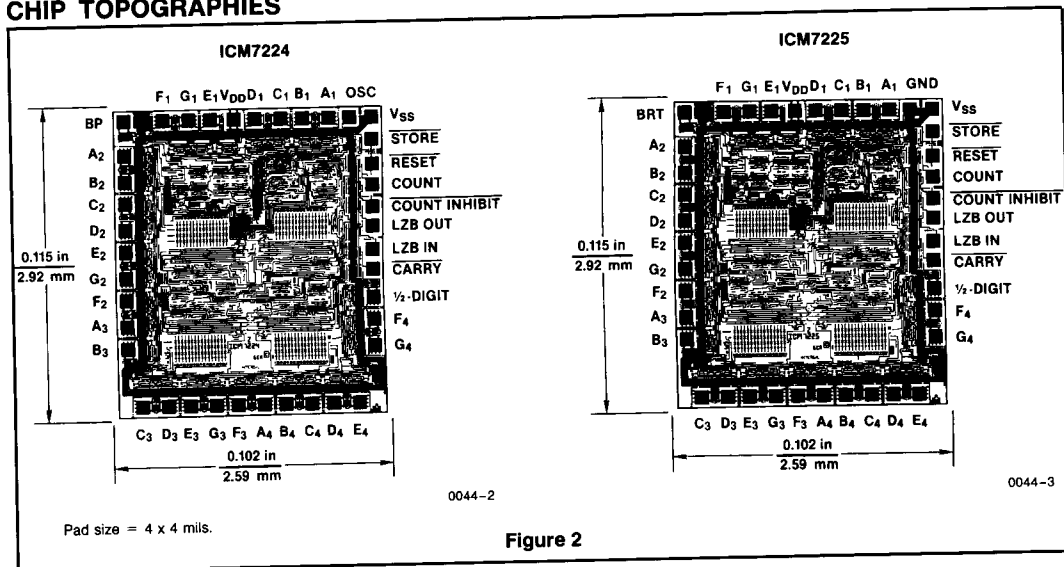 CHIP TOPOGRAPHIES
ICM7224
F1 G1 E1 VDD D1 C1 B1 A1 OSC
BP
A2
B2
C2
D2
E2
G2
F2
A3
B3
VSS
STORE
RESET
COUNT
COUNT INHIBIT
LZB OUT
LZB IN
CARRY
½-DIGIT
F4
G4
C3 D3 E3 G3 F3 A4 B4 C4 D4 E4
0.115 in
2.92 mm
0.102 in
2.59 mm
0044-2
ICM7225
F1 G1 E1 VDD D1 C1 B1 A1 GND
BRT
A2
B2
C2
D2
E2
G2
F2
A3
B3
VSS
STORE
RESET
COUNT
COUNT INHIBIT
LZB OUT
LZB IN
CARRY
½-DIGIT
F4
G4
C3 D3 E3 G3 F3 A4 B4 C4 D4 E4
0.115 in
2.92 mm
0.102 in
2.59 mm
0044-3
ICM 7224
ICM 7225
Pad size = 4 x 4 mils.
Figure 2